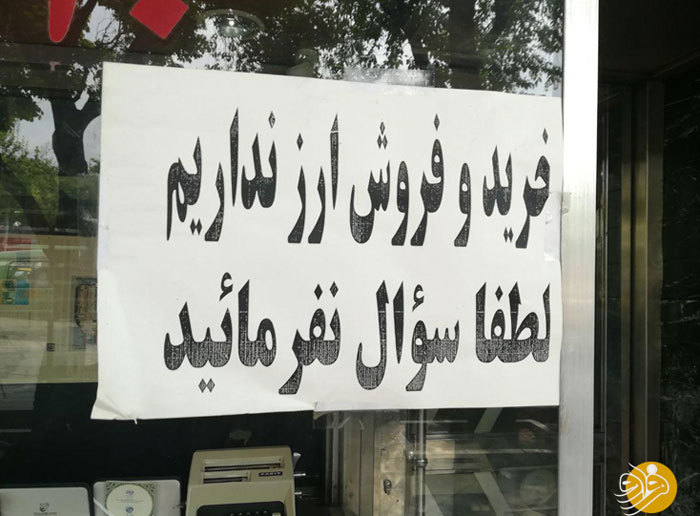 خرید و فروش ارز نداریم
لطفا سؤال نفرمائید